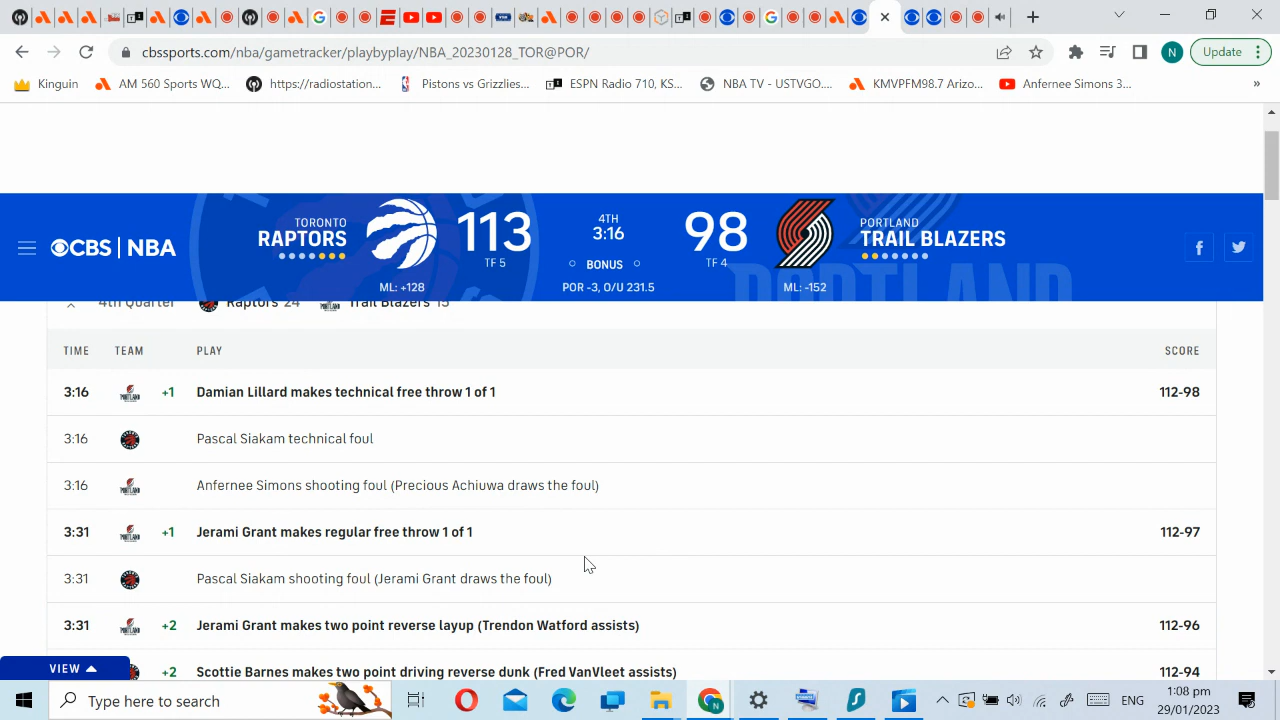 cbssports.com/nba/gametracker/playbyplay/NBA_20230128_TOR@POR/
N
Update
Kinguin
AM 560 Sports WQ...
https://radiostation...
Pistons vs Grizzlies...
ESPN Radio 710, KS...
NBA TV - USTVGO....
KMVPFM98.7 Arizo...
Anfernee Simons 3...
»
CBS | NBA
TORONTO
RAPTORS
113
TF 5
ML: +128
4TH
3:16
BONUS
POR -3, O/U 231.5
98
TF 4
ML: -152
PORTLAND
TRAIL BLAZERS
PORTLAND
4th Quarter Raptors 24 Trail Blazers 15
TIME TEAM PLAY SCORE
3:16 +1 Damian Lillard makes technical free throw 1 of 1 112-98
3:16 Pascal Siakam technical foul
3:16 Anfernee Simons shooting foul (Precious Achiuwa draws the foul)
3:31 +1 Jerami Grant makes regular free throw 1 of 1 112-97
3:31 Pascal Siakam shooting foul (Jerami Grant draws the foul)
3:31 +2 Jerami Grant makes two point reverse layup (Trendon Watford assists) 112-96
+2 Scottie Barnes makes two point driving reverse dunk (Fred VanVleet assists) 112-94
VIEW
Type here to search
ENG
1:08 pm
29/01/2023